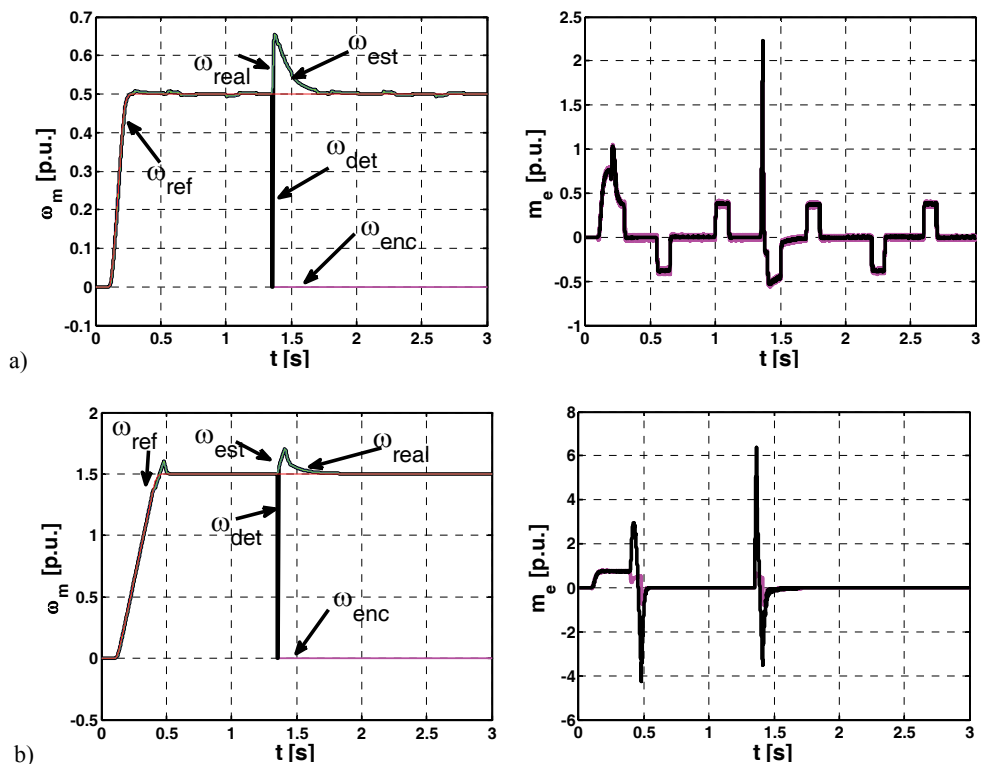 0.7
0.6
0.5
0.4
0.3
0.2
0.1
0
-0.1
ω_m [p.u.]
ω_real
ω_est
ω_ref
ω_det
ω_enc
0 0.5 1 1.5 2 2.5 3
t [s]
2.5
2
1.5
1
0.5
0
-0.5
-1
m_e [p.u.]
0 0.5 1 1.5 2 2.5 3
t [s]
a)
2
1.5
1
0.5
0
-0.5
ω_m [p.u.]
ω_ref
ω_est
ω_real
ω_det
ω_enc
0 0.5 1 1.5 2 2.5 3
t [s]
8
6
4
2
0
-2
-4
-6
m_e [p.u.]
0 0.5 1 1.5 2 2.5 3
t [s]
b)